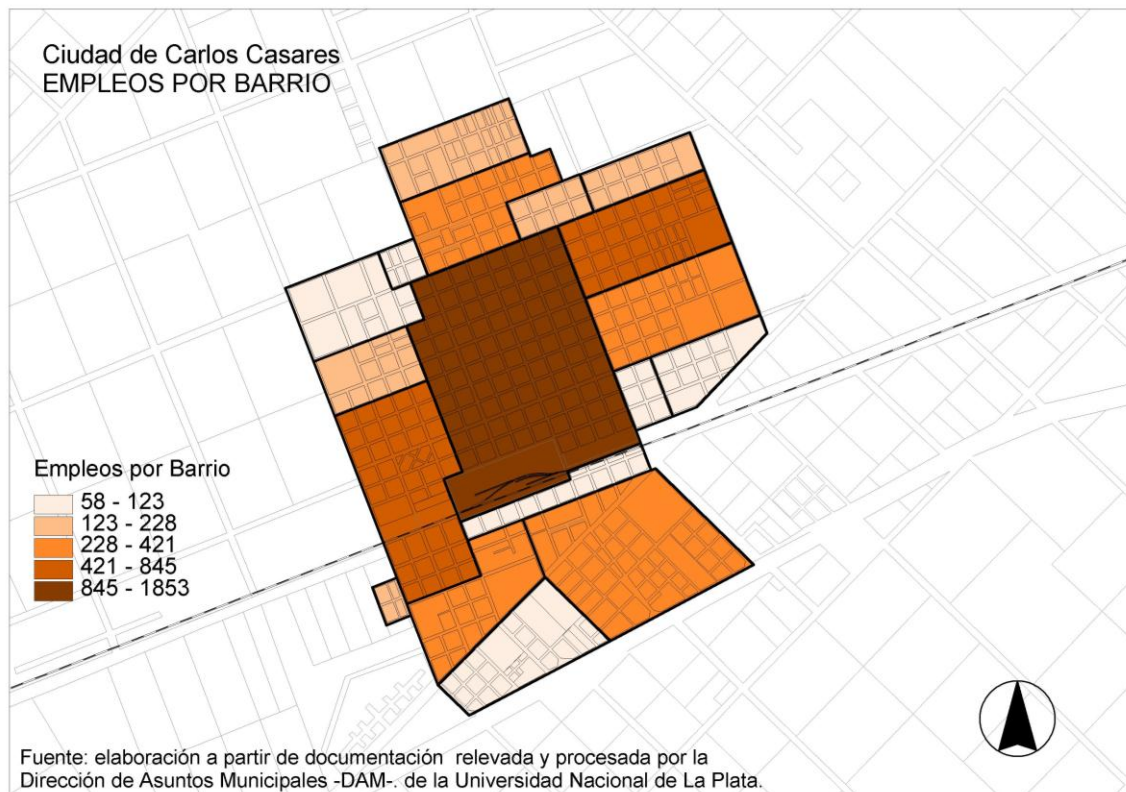 Ciudad de Carlos Casares
EMPLEOS POR BARRIO
Empleos por Barrio
58 - 123
123 - 228
228 - 421
421 - 845
845 - 1853
Fuente: elaboración a partir de documentación relevada y procesada por la
Dirección de Asuntos Municipales -DAM-. de la Universidad Nacional de La Plata.